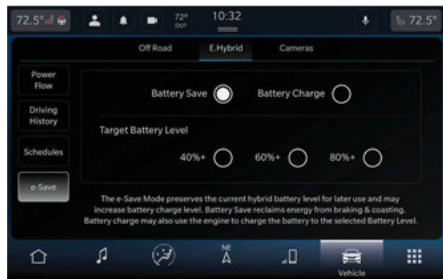 72.5°
72°
OUT
10:32
72.5°
Off Road
E.Hybrid
Cameras
Power
Flow
Driving
History
Schedules
e-Save
Battery Save
Battery Charge
Target Battery Level
40%+
60%+
80%+
The e-Save Mode preserves the current hybrid battery level for later use and may
increase battery charge level. Battery Save reclaims energy from braking & coasting.
Battery charge may also use the engine to charge the battery to the selected Battery Level.
NE
Vehicle